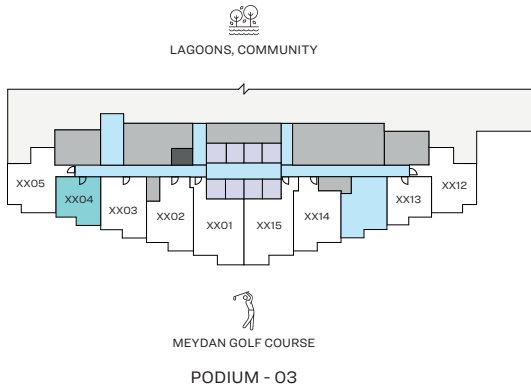 LAGOONS, COMMUNITY
XX05
XX04
XX03
XX02
XX01
XX15
XX14
XX13
XX12
MEYDAN GOLF COURSE
PODIUM - 03